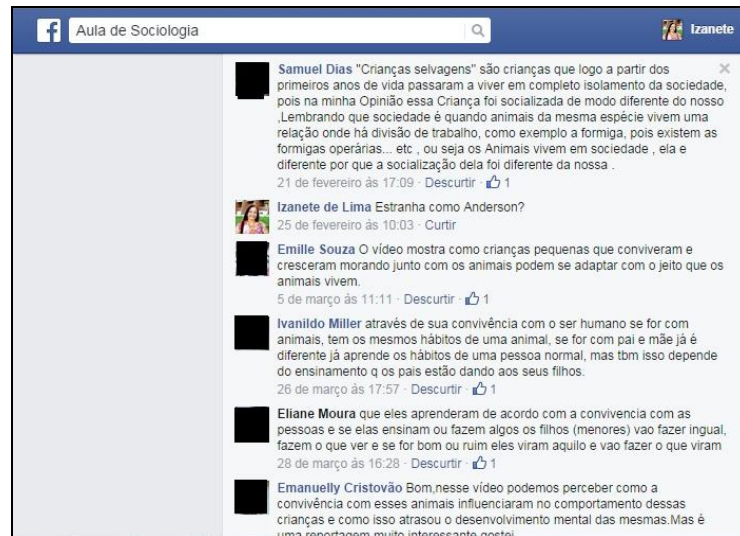 f Aula de Sociologia Izanete
Samuel Dias "Crianças selvagens" são crianças que logo a partir dos
primeiros anos de vida passaram a viver em completo isolamento da sociedade,
pois na minha Opinião essa Criança foi socializada de modo diferente do nosso
,Lembrando que sociedade é quando animais da mesma espécie vivem uma
relação onde há divisão de trabalho, como exemplo a formiga, pois existem as
formigas operárias... etc , ou seja os Animais vivem em sociedade , ela e
diferente por que a socialização dela foi diferente da nossa .
21 de fevereiro às 17:09 · Descurtir · 1
Izanete de Lima Estranha como Anderson?
25 de fevereiro às 10:03 · Curtir
Emille Souza O vídeo mostra como crianças pequenas que conviveram e
cresceram morando junto com os animais podem se adaptar com o jeito que os
animais vivem.
5 de março às 11:11 · Descurtir · 1
Ivanildo Miller através de sua convivência com o ser humano se for com
animais, tem os mesmos hábitos de uma animal, se for com pai e mãe já é
diferente já aprende os hábitos de uma pessoa normal, mas tbm isso depende
do ensinamento q os pais estão dando aos seus filhos.
26 de março às 17:57 · Descurtir · 1
Eliane Moura que eles aprenderam de acordo com a convivencia com as
pessoas e se elas ensinam ou fazem algos os filhos (menores) vao fazer ingual,
fazem o que ver e se for bom ou ruim eles viram aquilo e vao fazer o que viram
28 de março às 16:28 · Descurtir · 1
Emanuelly Cristovão Bom,nesse vídeo podemos perceber como a
convivência com esses animais influenciaram no comportamento dessas
crianças e como isso atrasou o desenvolvimento mental das mesmas.Mas é
uma reportagem muito interessante gostei